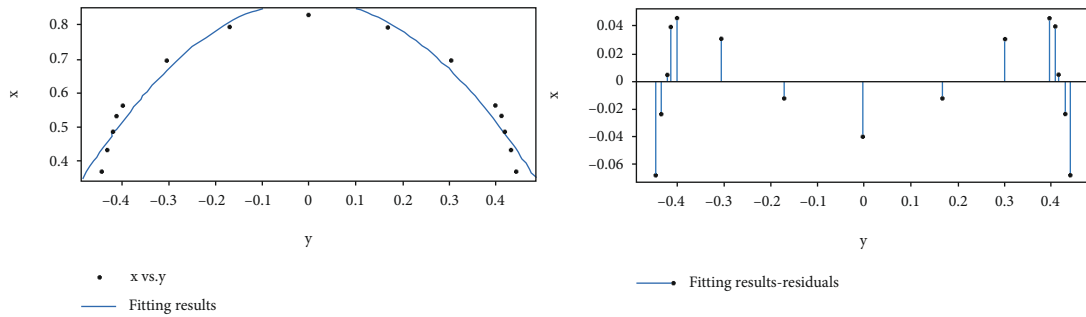 0.8
0.7
0.6
0.5
0.4
x
−0.4 −0.3 −0.2 −0.1 0 0.1 0.2 0.3 0.4
y
x vs.y
Fitting results
0.04
0.02
0
−0.02
−0.04
−0.06
x
−0.4 −0.3 −0.2 −0.1 0 0.1 0.2 0.3 0.4
y
Fitting results-residuals